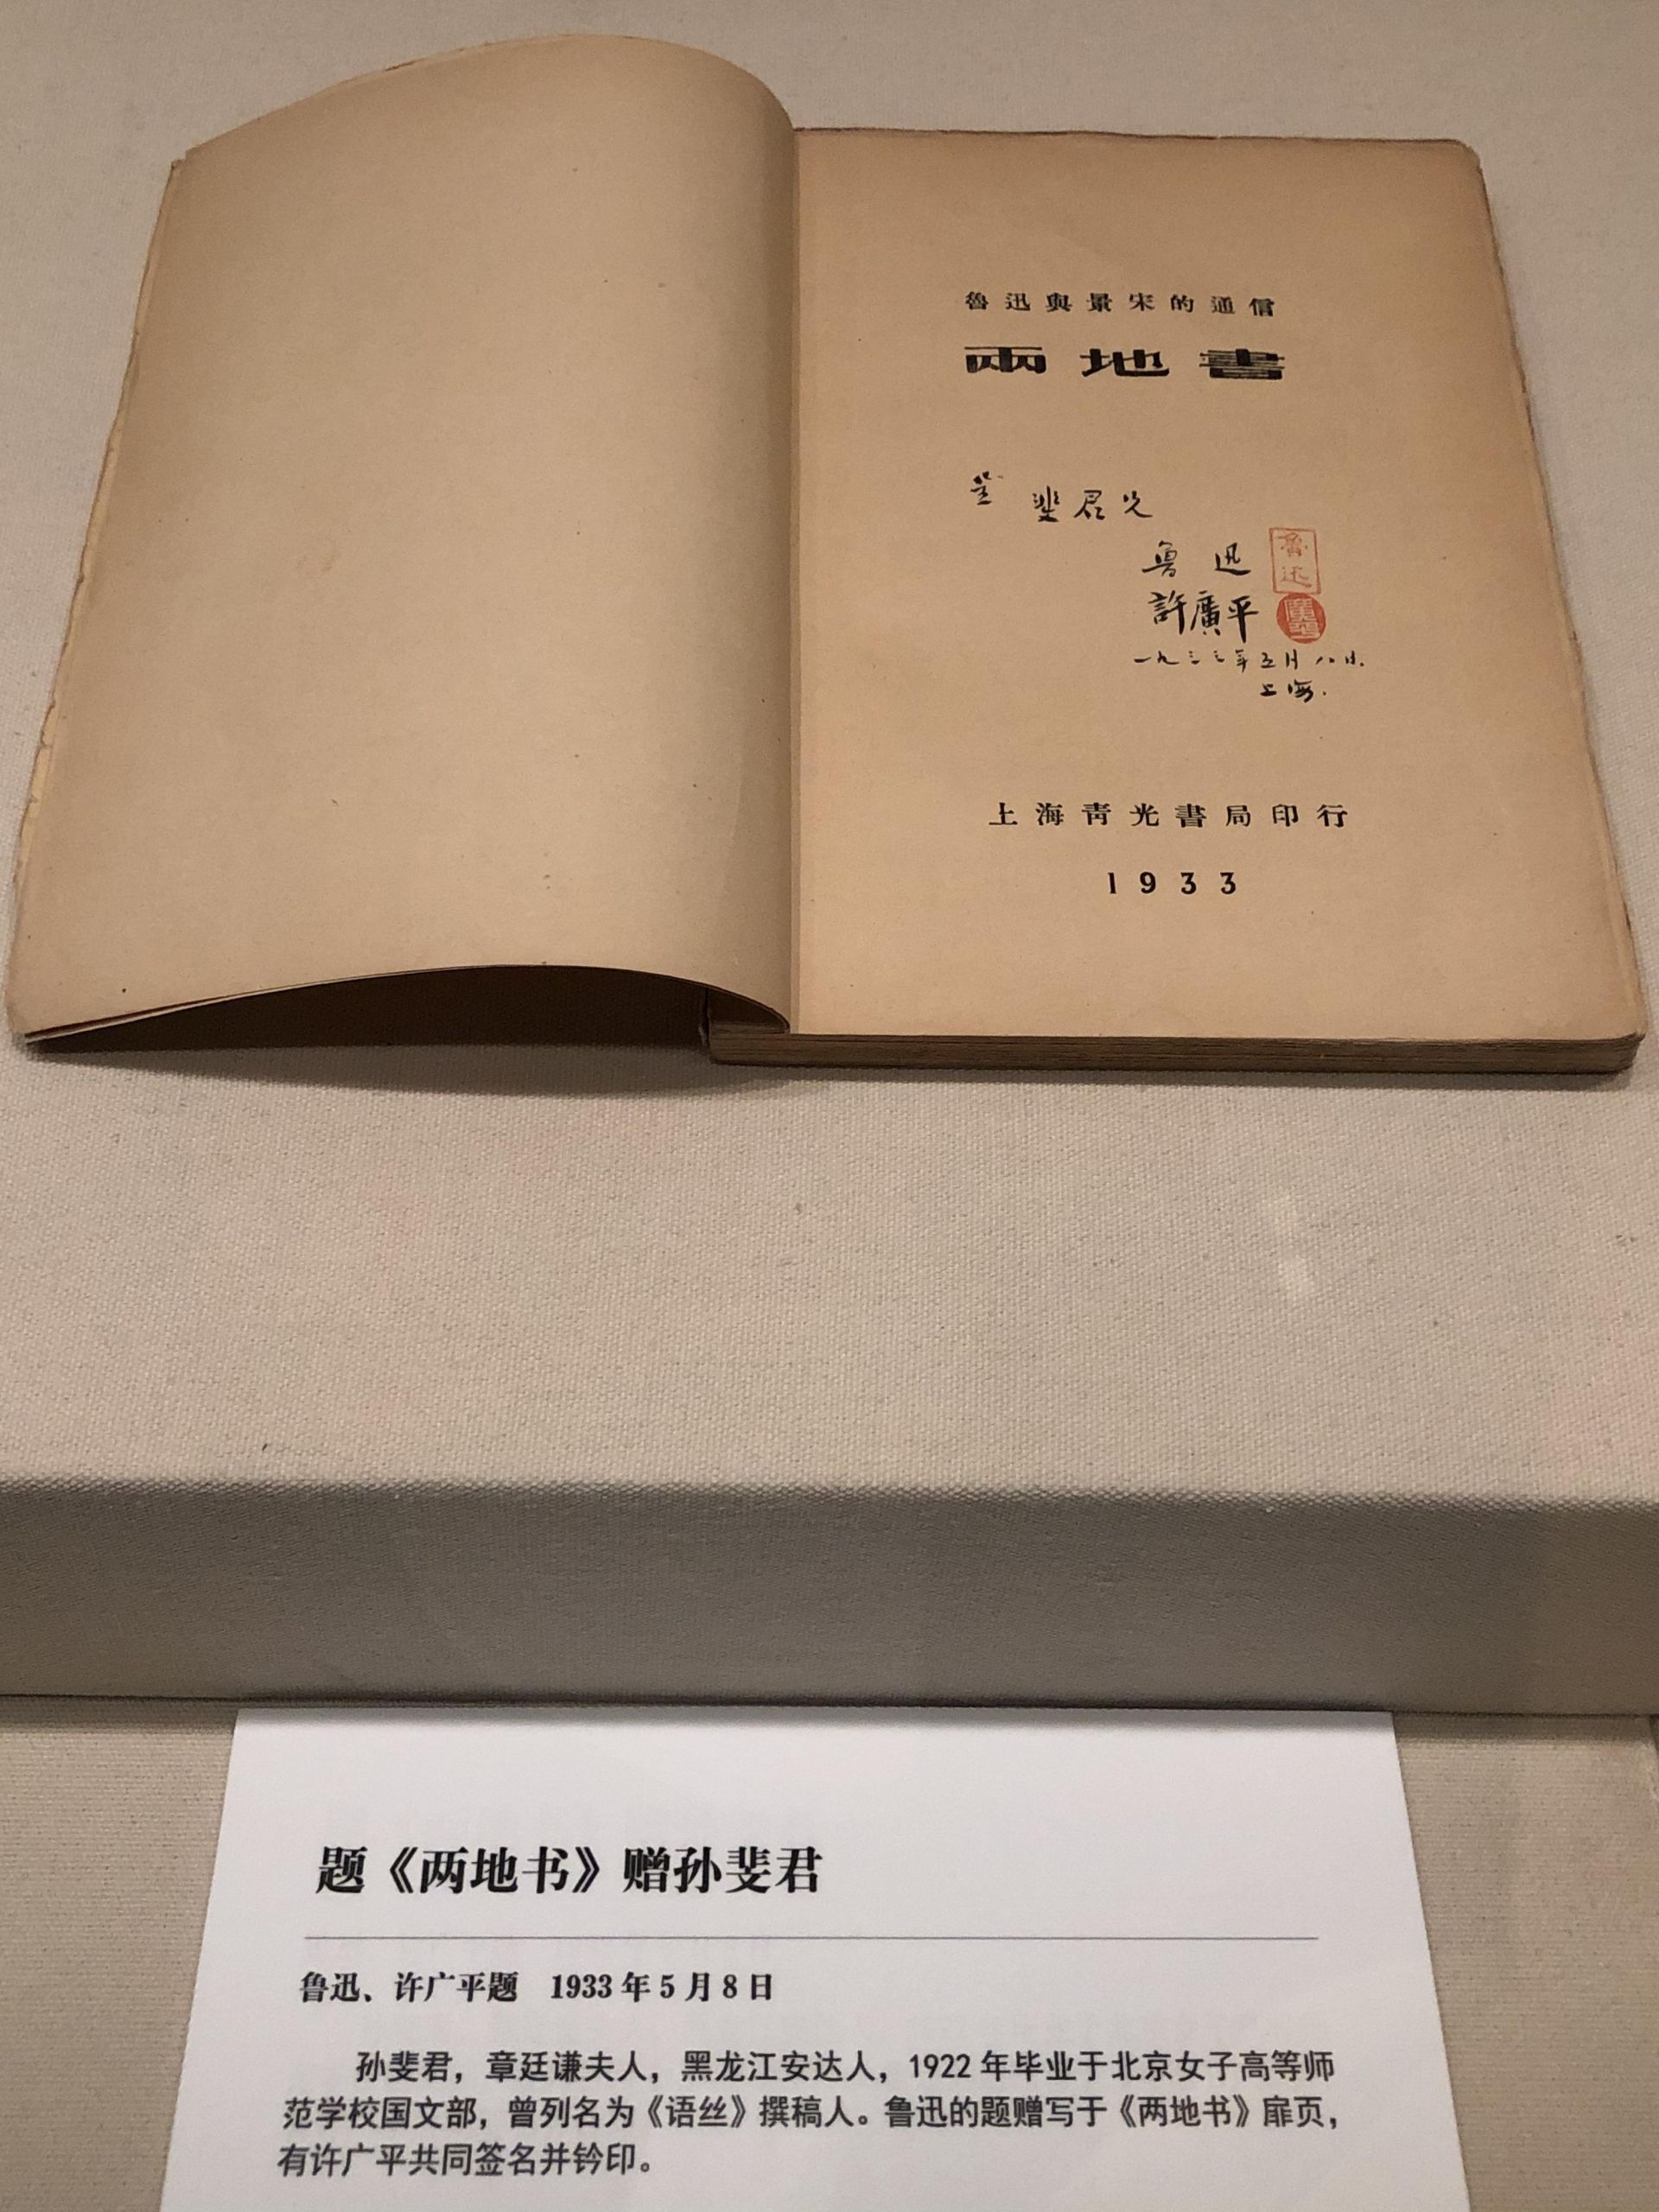 魯迅與景宋的通信
兩地書
呈 斐君兄
魯迅 魯迅
許廣平 廣平
一九三三年五月八日.
上海.
上海青光書局印行
1933
题《两地书》赠孙斐君
鲁迅、许广平题 1933年5月8日
孙斐君，章廷谦夫人，黑龙江安达人，1922年毕业于北京女子高等师
范学校国文部，曾列名为《语丝》撰稿人。鲁迅的题赠写于《两地书》扉页，
有许广平共同签名并钤印。